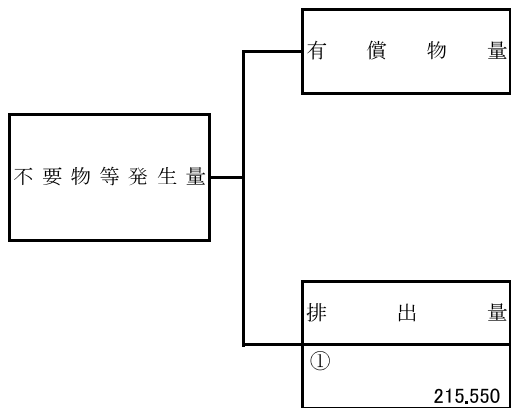 有償物量
不要物等発生量
排出量
①
215.550